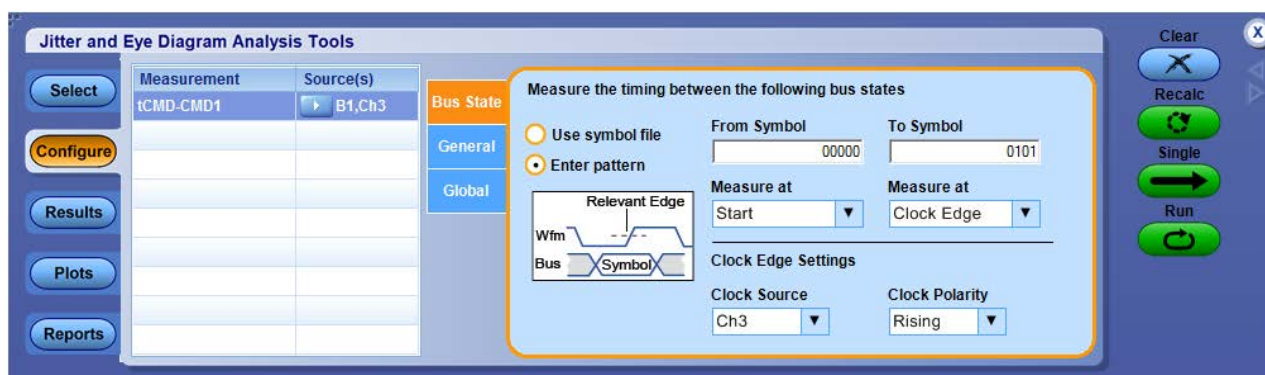 Jitter and Eye Diagram Analysis Tools
Select
Configure
Results
Plots
Reports
Measurement Source(s)
tCMD-CMD1 B1,Ch3
Bus State
General
Global
Measure the timing between the following bus states
Use symbol file
Enter pattern
From Symbol To Symbol
00000 0101
Measure at Measure at
Start Clock Edge
Relevant Edge
Wfm
Bus Symbol
Clock Edge Settings
Clock Source Clock Polarity
Ch3 Rising
Clear
X
Recalc
Single
Run